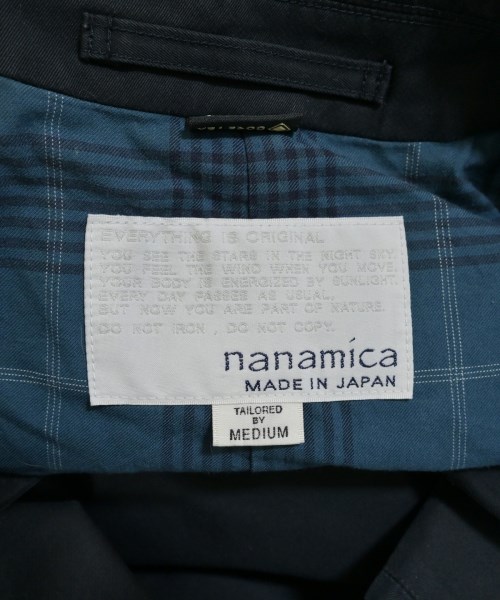 EVERYTHING IS ORIGINAL
YOU SEE THE STARS IN THE NIGHT SKY.
YOU FEEL THE WIND WHEN YOU MOVE.
YOUR BODY IS ENERGIZED BY SUNLIGHT.
EVERY DAY PASSES AS USUAL,
BUT NOW YOU ARE PART OF NATURE.
DO NOT IRON , DO NOT COPY.
nanamica
MADE IN JAPAN
TAILORED
BY
MEDIUM